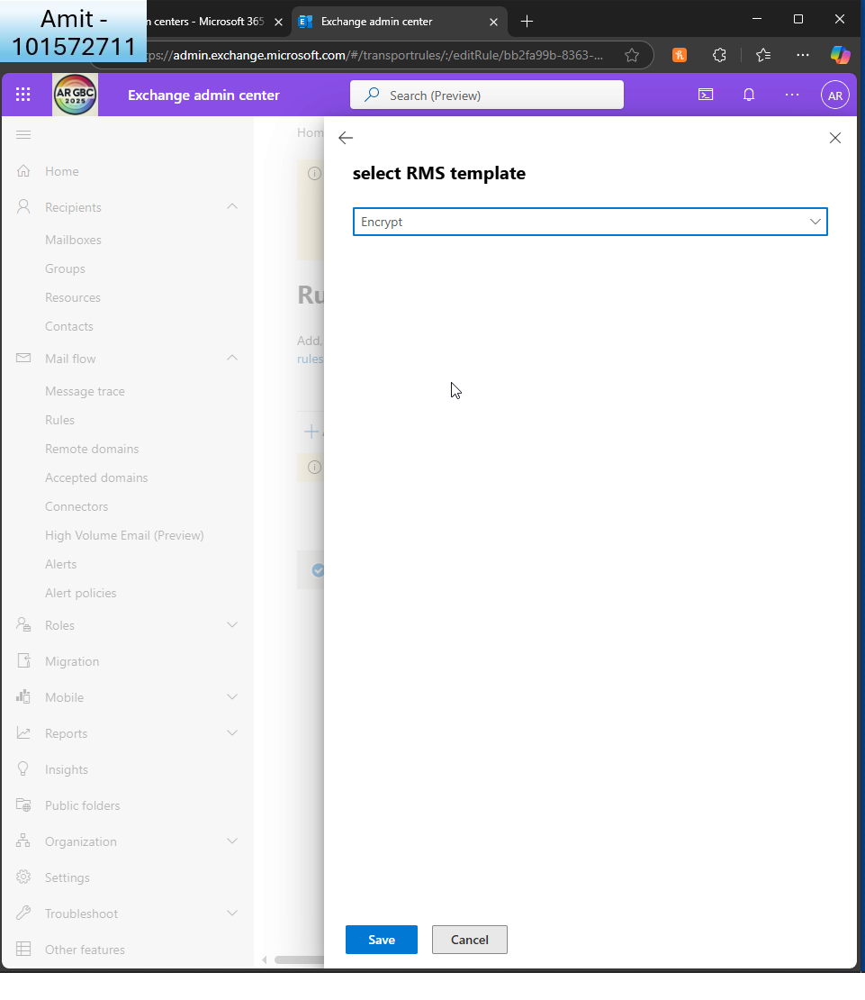 Amit -
101572711
n centers - Microsoft 365
Exchange admin center
ps://admin.exchange.microsoft.com/#/transportrules/:/editRule/bb2fa99b-8363-...
AR GBC
2025
Exchange admin center
Search (Preview)
AR
Hom
Home
select RMS template
Encrypt
Recipients
Mailboxes
Groups
Resources
Ru
Contacts
Add,
Mail flow
rules
Message trace
Rules
Remote domains
Accepted domains
Connectors
High Volume Email (Preview)
Alerts
Alert policies
Roles
Migration
Mobile
Reports
Insights
Public folders
Organization
Settings
Troubleshoot
Other features
Save
Cancel